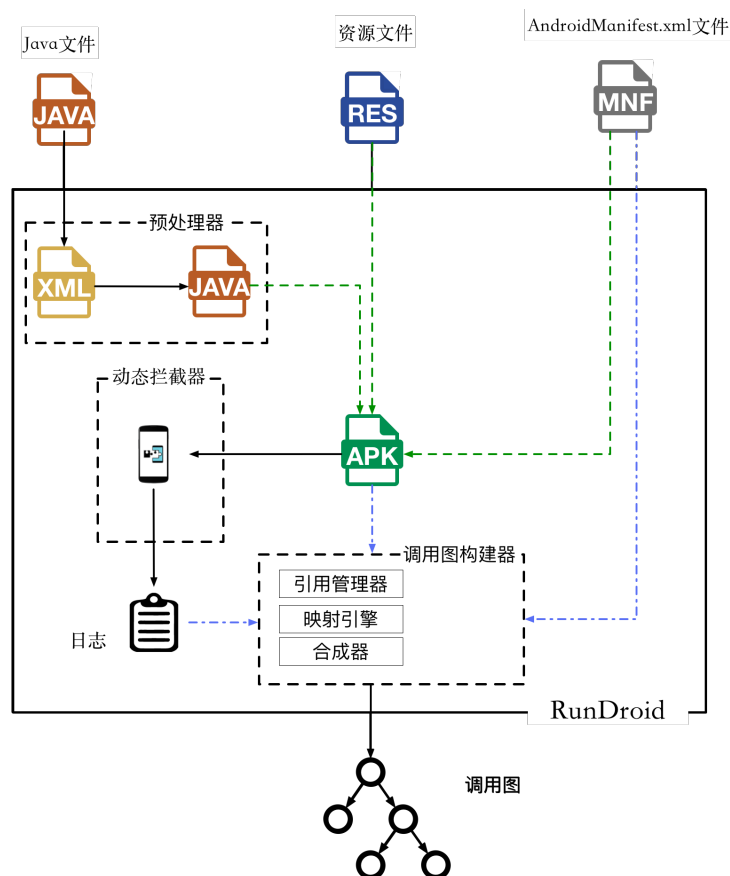 Java文件
资源文件
AndroidManifest.xml文件
JAVA
RES
MNF
预处理器
XML
JAVA
动态拦截器
APK
调用图构建器
引用管理器
映射引擎
合成器
日志
RunDroid
调用图